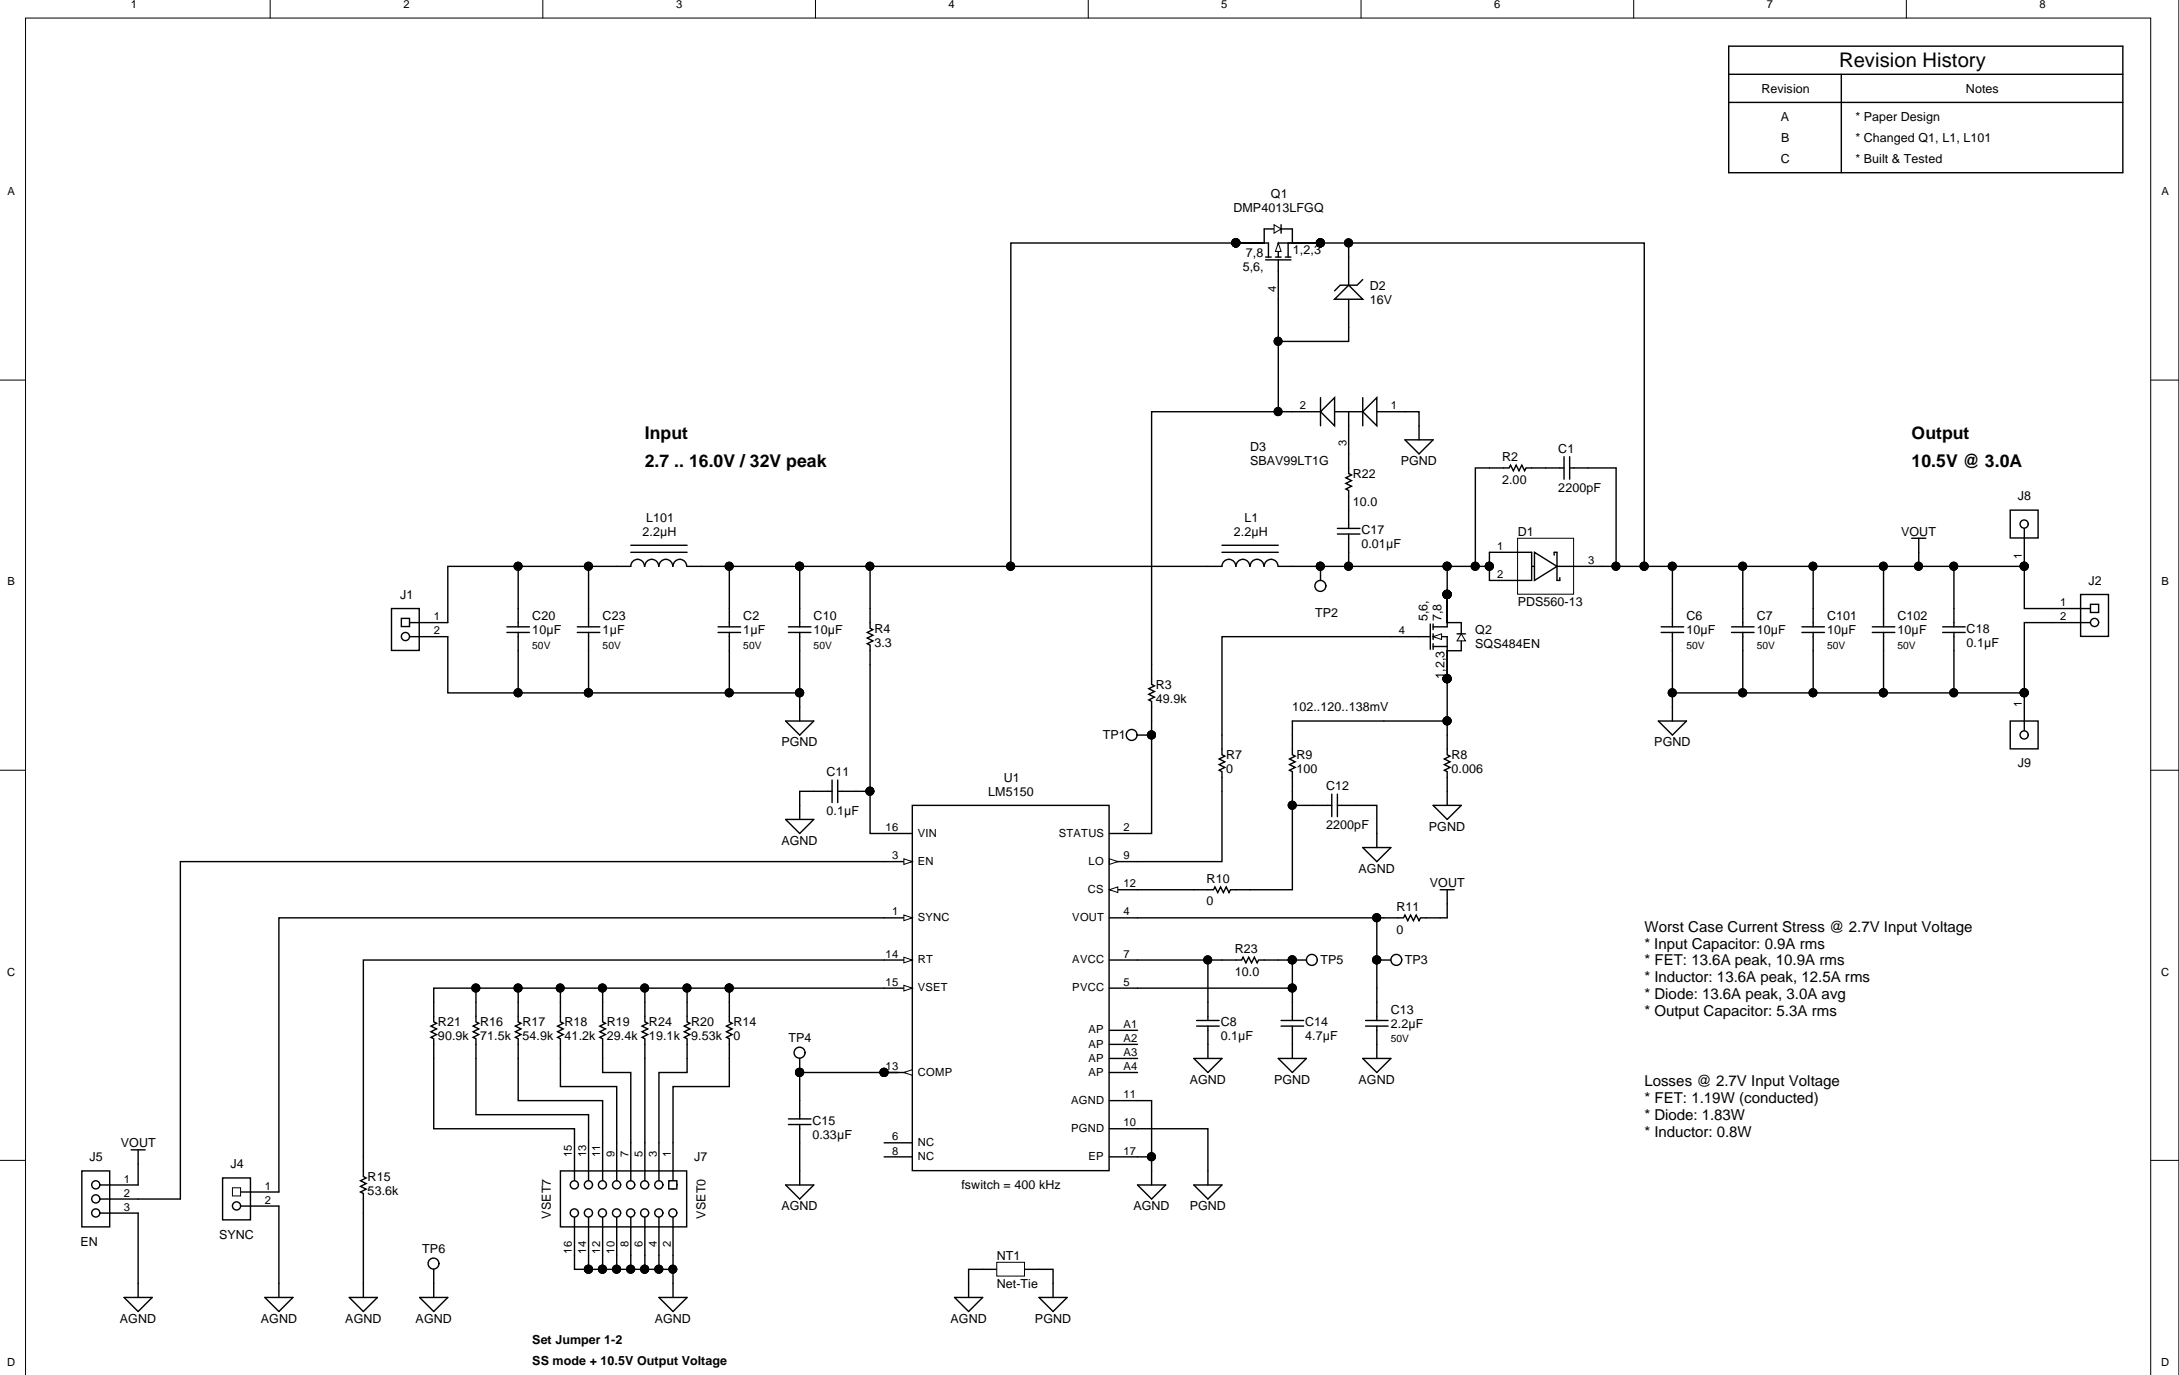 1 2 3 4 5 6 7 8
Revision History
Revision Notes
A * Paper Design
B * Changed Q1, L1, L101
C * Built & Tested
A A
Q1
DMP4013LFGQ
7,8 1,2,3
5,6,
4
D2
16V
Input
2.7 .. 16.0V / 32V peak
2 1
3
D3
SBAV99LT1G
PGND
R22
10.0
Output
10.5V @ 3.0A
R2 C1
2.00 2200pF
J8
1
L101
2.2µH
L1
2.2µH
C17
0.01µF
D1
1
2
3
PDS560-13
VOUT
B B
J1
1
2
C20
10µF
50V
C23
1µF
50V
C2
1µF
50V
C10
10µF
50V
R4
3.3
TP2
5,6,
7,8
4
Q2
SQS484EN
1,2,3
C6
10µF
50V
C7
10µF
50V
C101
10µF
50V
C102
10µF
50V
C18
0.1µF
J2
1
2
R3
49.9k
102..120..138mV
PGND
TP1
PGND
1
J9
R7
0
R9
100
R8
0.006
C11
0.1µF
AGND
U1
LM5150
C12
2200pF
PGND
AGND
16 VIN STATUS 2
3 EN LO 9
CS 12
R10
0
1 SYNC VOUT 4
R11
0
VOUT
14 RT AVCC 7
R23
10.0
TP5 TP3
15 VSET PVCC 5
C C
Worst Case Current Stress @ 2.7V Input Voltage
* Input Capacitor: 0.9A rms
* FET: 13.6A peak, 10.9A rms
* Inductor: 13.6A peak, 12.5A rms
* Diode: 13.6A peak, 3.0A avg
* Output Capacitor: 5.3A rms
R21
90.9k
R16
71.5k
R17
54.9k
R18
41.2k
R19
29.4k
R24
19.1k
R20
9.53k
R14
0
AP A1
AP A2
AP A3
AP A4
C8
0.1µF
C14
4.7µF
C13
2.2µF
50V
AGND PGND AGND
TP4
13 COMP
AGND 11
PGND 10
EP 17
6 NC
8 NC
C15
0.33µF
AGND
Losses @ 2.7V Input Voltage
* FET: 1.19W (conducted)
* Diode: 1.83W
* Inductor: 0.8W
fswitch = 400 kHz
AGND PGND
VOUT
J5
1
2
3
EN
J4
1
2
SYNC
R15
53.6k
15 13 11 9 7 5 3 1
J7
VSET7 VSET0
16 14 12 10 8 6 4 2
TP6
NT1
Net-Tie
AGND AGND AGND AGND AGND AGND PGND
Set Jumper 1-2
SS mode + 10.5V Output Voltage
D D